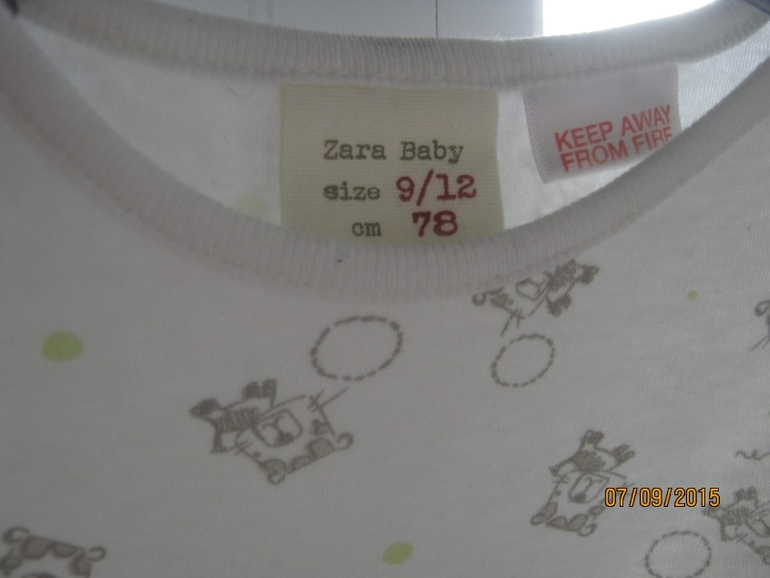 Zara Baby
size 9/12
cm 78
KEEP AWAY
FROM FIRE
07/09/2015